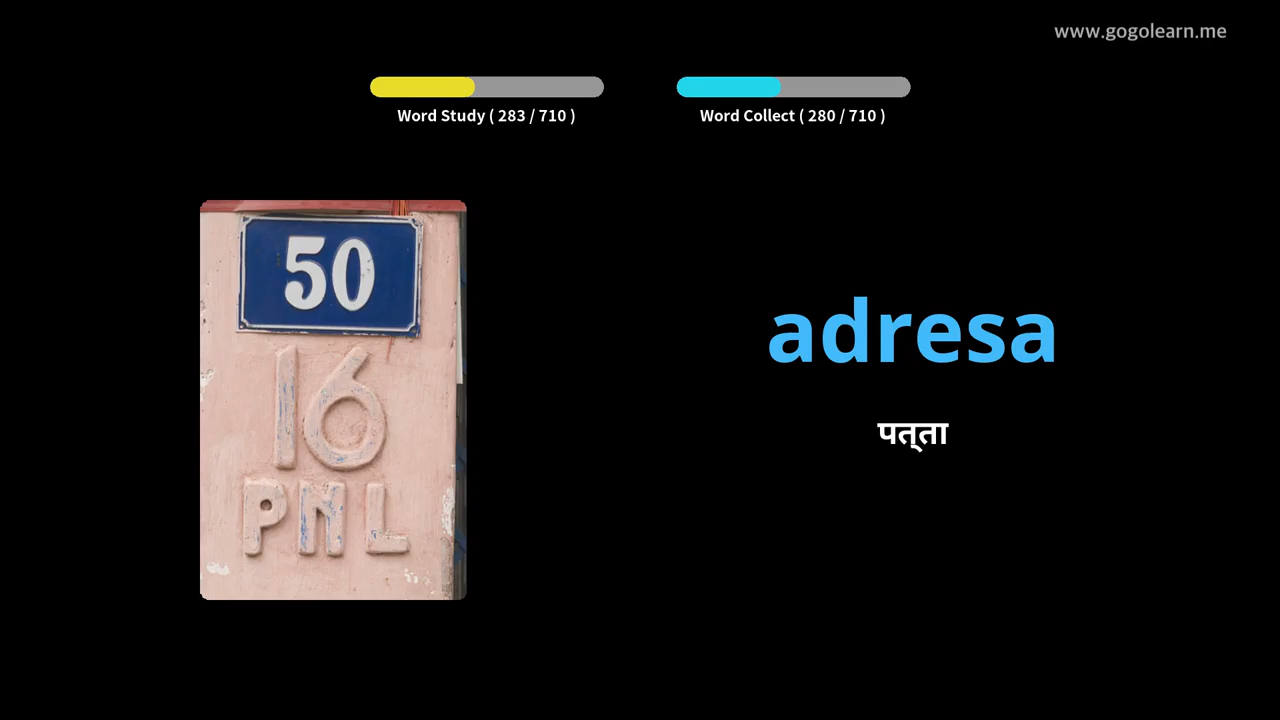 www.gogolearn.me
Word Study ( 283 / 710 )
Word Collect ( 280 / 710 )
50
16
PNL
adresa
पत्ता